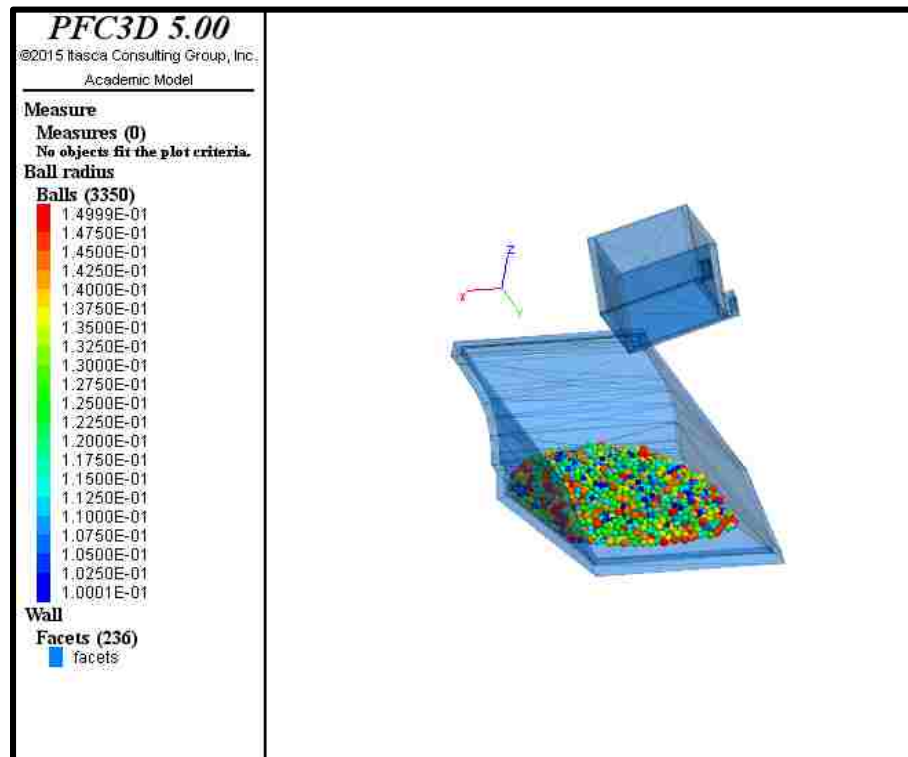 PFC3D 5.00
©2015 Itasca Consulting Group, Inc.
Academic Model
Measure
Measures (0)
No objects fit the plot criteria.
Ball radius
Balls (3350)
1.4999E-01
1.4750E-01
1.4500E-01
1.4250E-01
1.4000E-01
1.3750E-01
1.3500E-01
1.3250E-01
1.3000E-01
1.2750E-01
1.2500E-01
1.2250E-01
1.2000E-01
1.1750E-01
1.1500E-01
1.1250E-01
1.1000E-01
1.0750E-01
1.0500E-01
1.0250E-01
1.0001E-01
Wall
Facets (236)
facets
Z
X
Y